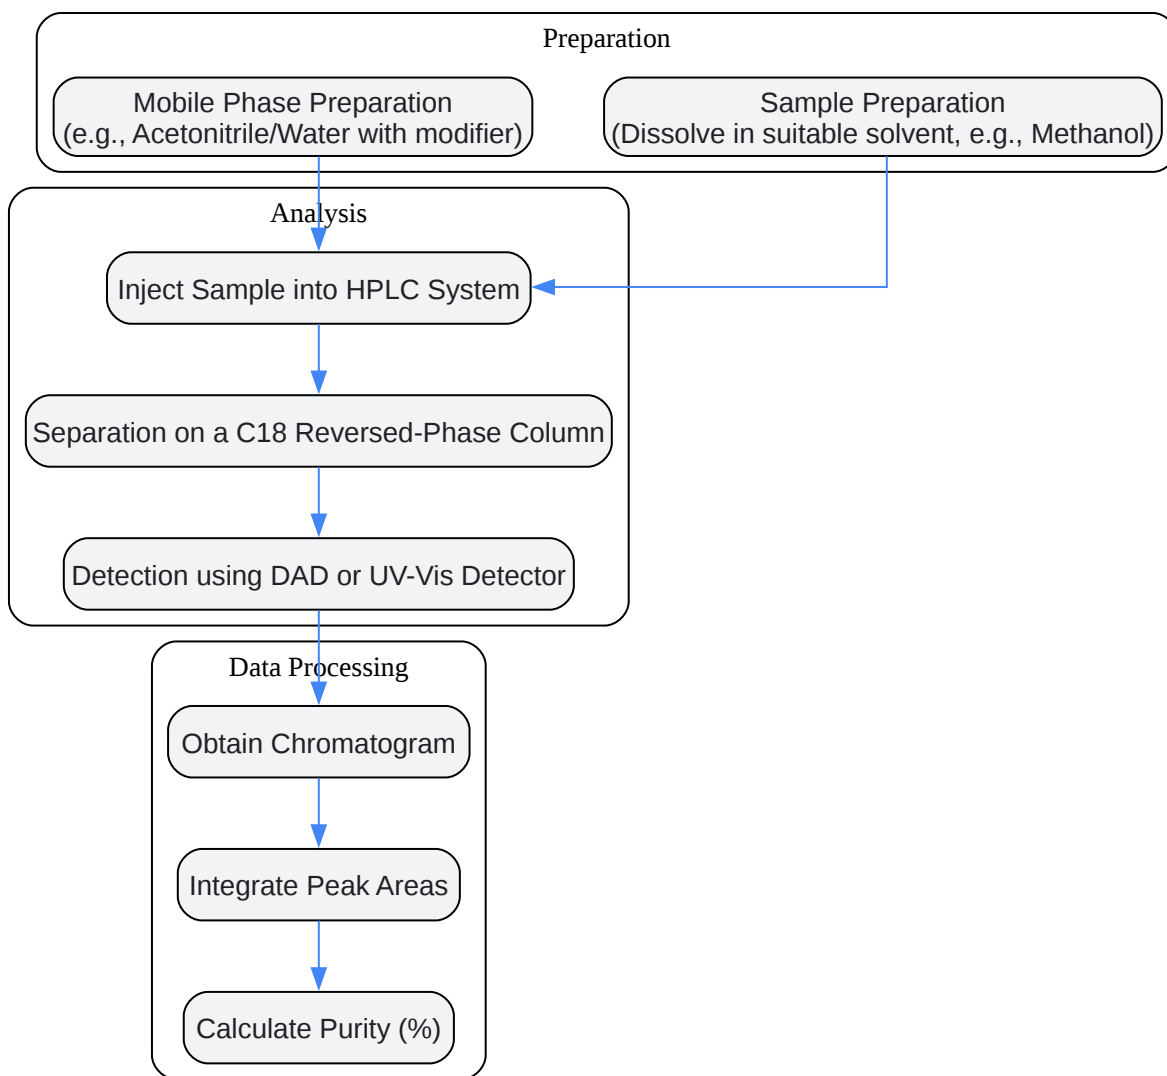 Preparation
Mobile Phase Preparation
(e.g., Acetonitrile/Water with modifier)
Sample Preparation
(Dissolve in suitable solvent, e.g., Methanol)
Analysis
Inject Sample into HPLC System
Separation on a C18 Reversed-Phase Column
Detection using DAD or UV-Vis Detector
Data Processing
Obtain Chromatogram
Integrate Peak Areas
Calculate Purity (%)